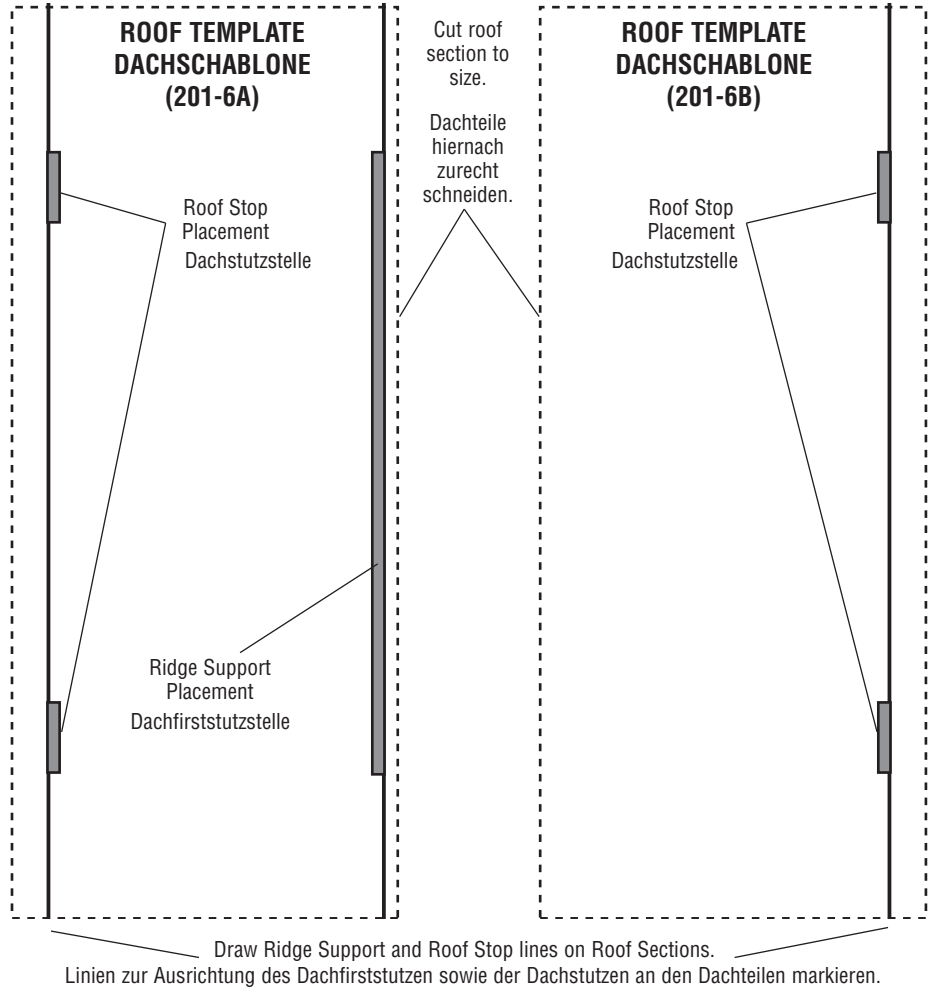 ROOF TEMPLATE
DACHSCHABLONE
(201-6A)
Cut roof
section to
size.
Dachteile
hiernach
zurecht
schneiden.
ROOF TEMPLATE
DACHSCHABLONE
(201-6B)
Roof Stop
Placement
Dachstutzstelle
Roof Stop
Placement
Dachstutzstelle
Ridge Support
Placement
Dachfirststutzstelle
Draw Ridge Support and Roof Stop lines on Roof Sections.
Linien zur Ausrichtung des Dachfirststutzen sowie der Dachstutzen an den Dachteilen markieren.